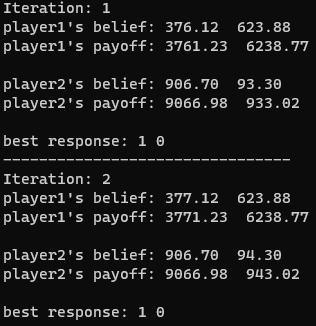 Iteration: 1
player1's belief: 376.12  623.88
player1's payoff: 3761.23  6238.77
player2's belief: 906.70  93.30
player2's payoff: 9066.98  933.02
best response: 1 0
--------------------------------
Iteration: 2
player1's belief: 377.12  623.88
player1's payoff: 3771.23  6238.77
player2's belief: 906.70  94.30
player2's payoff: 9066.98  943.02
best response: 1 0